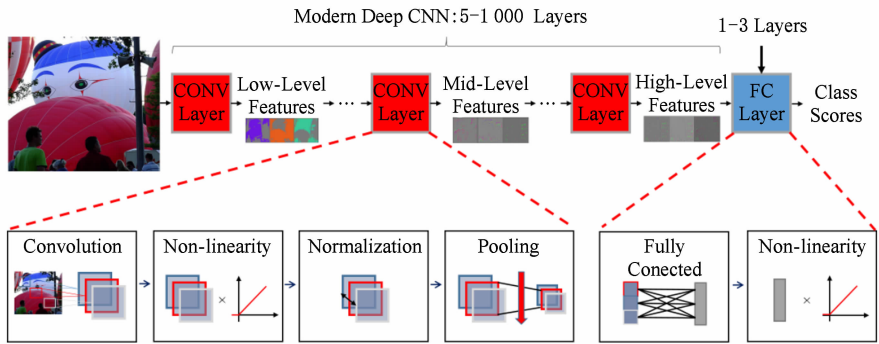 Modern Deep CNN:5-1 000 Layers
1-3 Layers
CONV
Layer
Low-Level
Features
...
CONV
Layer
Mid-Level
Features
...
CONV
Layer
High-Level
Features
FC
Layer
Class
Scores
Convolution
Non-linearity
×
Normalization
Pooling
Fully
Conected
Non-linearity
×